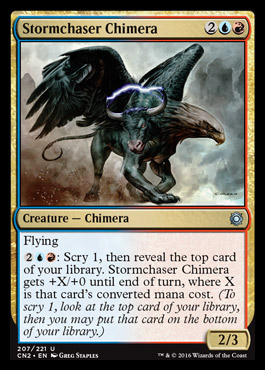 Stormchaser Chimera 2
Creature — Chimera
Flying
2: Scry 1, then reveal the top card
of your library. Stormchaser Chimera
gets +X/+0 until end of turn, where X
is that card's converted mana cost. (To
scry 1, look at the top card of your library,
then you may put that card on the bottom
of your library.)
2/3
207/221 U
CN2 • EN Greg Staples
™ & © 2016 Wizards of the Coast